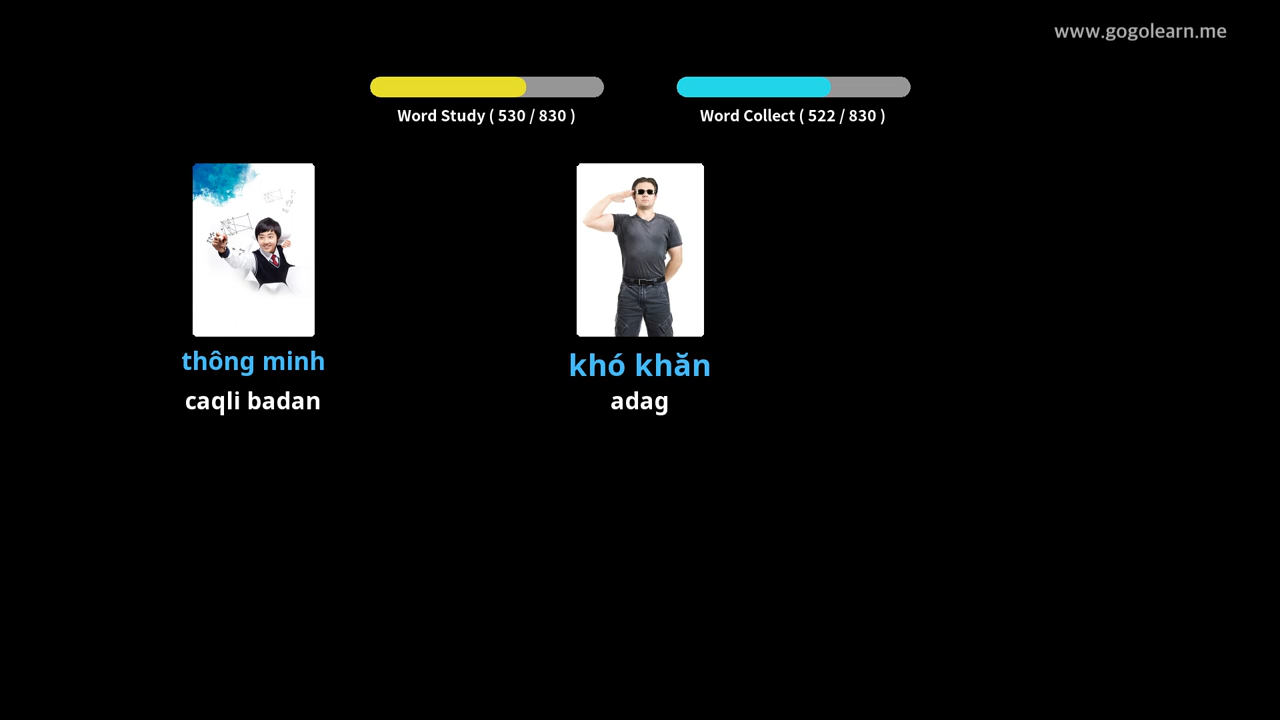 www.gogolearn.me
Word Study ( 530 / 830 )
Word Collect ( 522 / 830 )
thông minh
caqli badan
khó khăn
adag